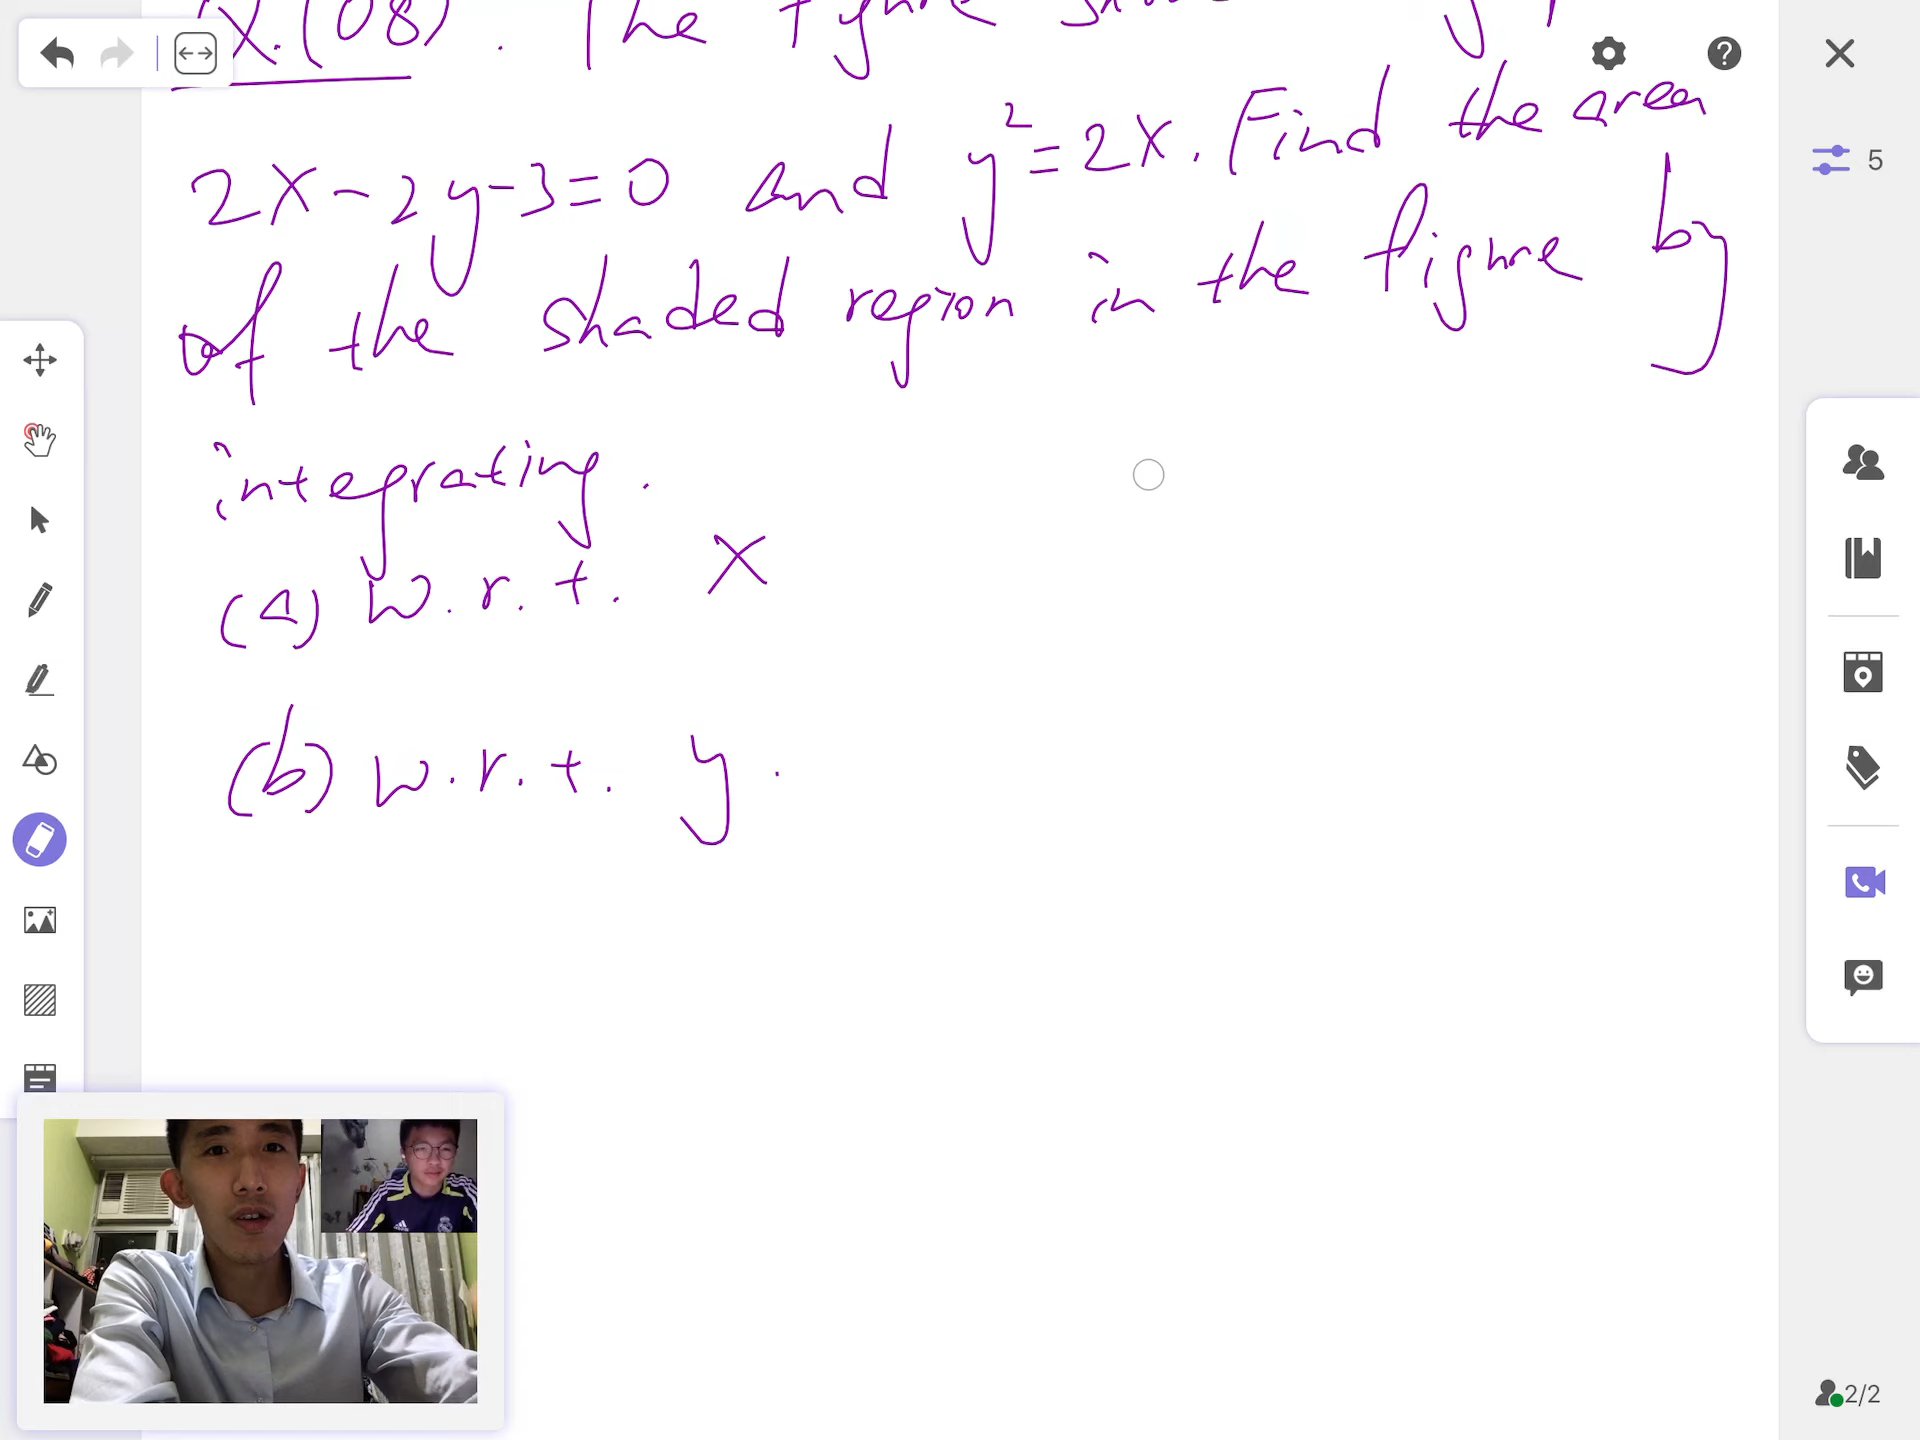 X.(08). The figure
2x-2y-3=0 and y²=2x. Find the area
of the shaded region in the figure by
integrating.
(a) w.r.t. x
(b) w.r.t. y.
5
2/2
adidas